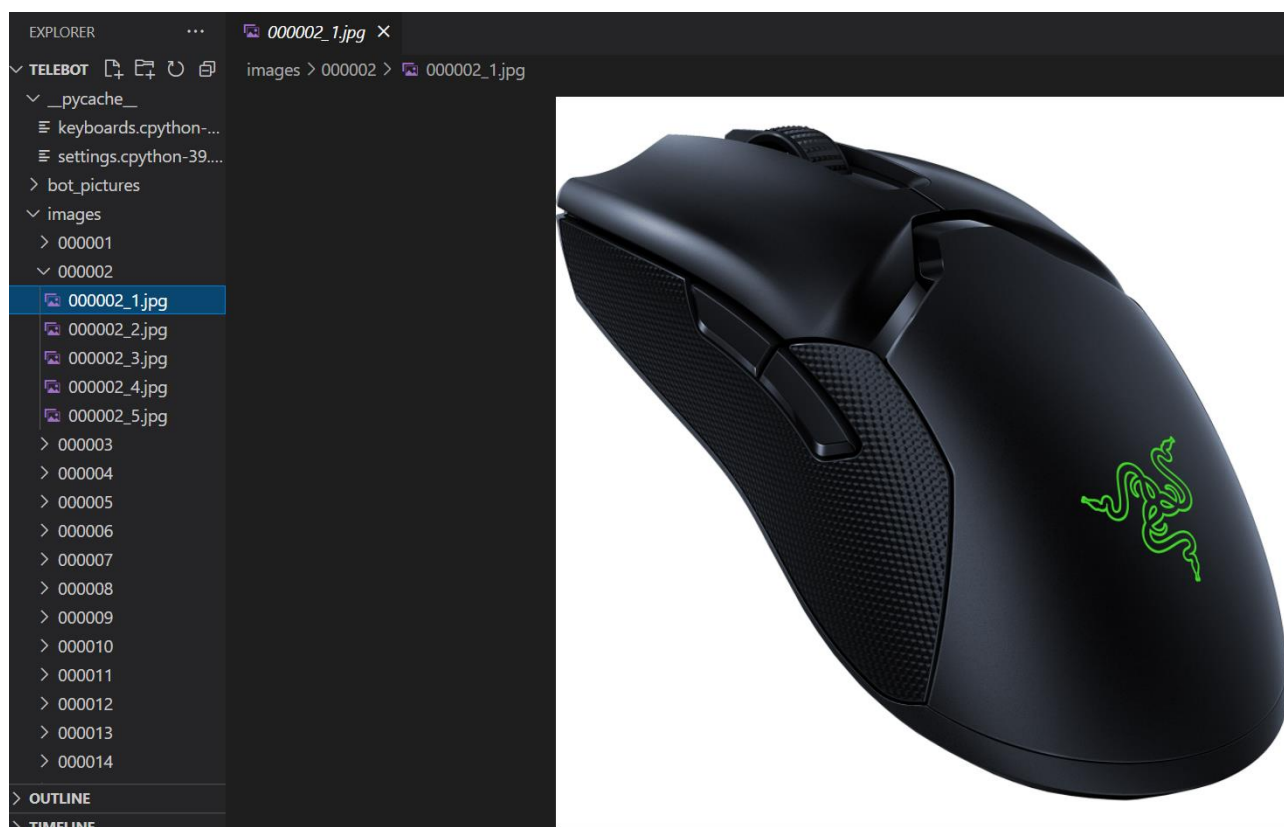 EXPLORER
···
000002_1.jpg
TELEBOT
images > 000002 > 000002_1.jpg
__pycache__
keyboards.cpython-...
settings.cpython-39....
bot_pictures
images
000001
000002
000002_1.jpg
000002_2.jpg
000002_3.jpg
000002_4.jpg
000002_5.jpg
000003
000004
000005
000006
000007
000008
000009
000010
000011
000012
000013
000014
OUTLINE
TIMELINE